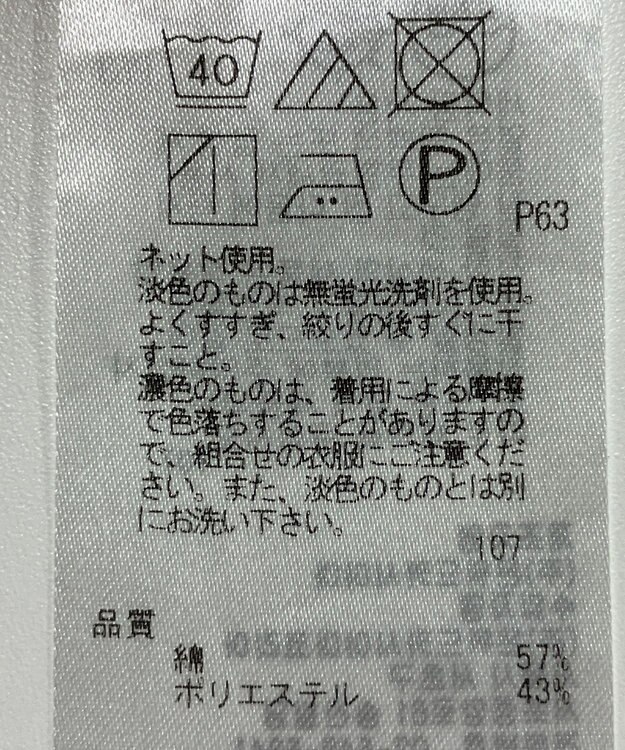 40
P
P63
ネット使用。
淡色のものは無蛍光洗剤を使用。
よくすすぎ、絞りの後すぐに干
すこと。
濃色のものは、着用による摩擦
で色落ちすることがありますの
で、組合せの衣服にご注意くだ
さい。また、淡色のものとは別
にお洗い下さい。
107
品質
綿 57%
ポリエステル 43%